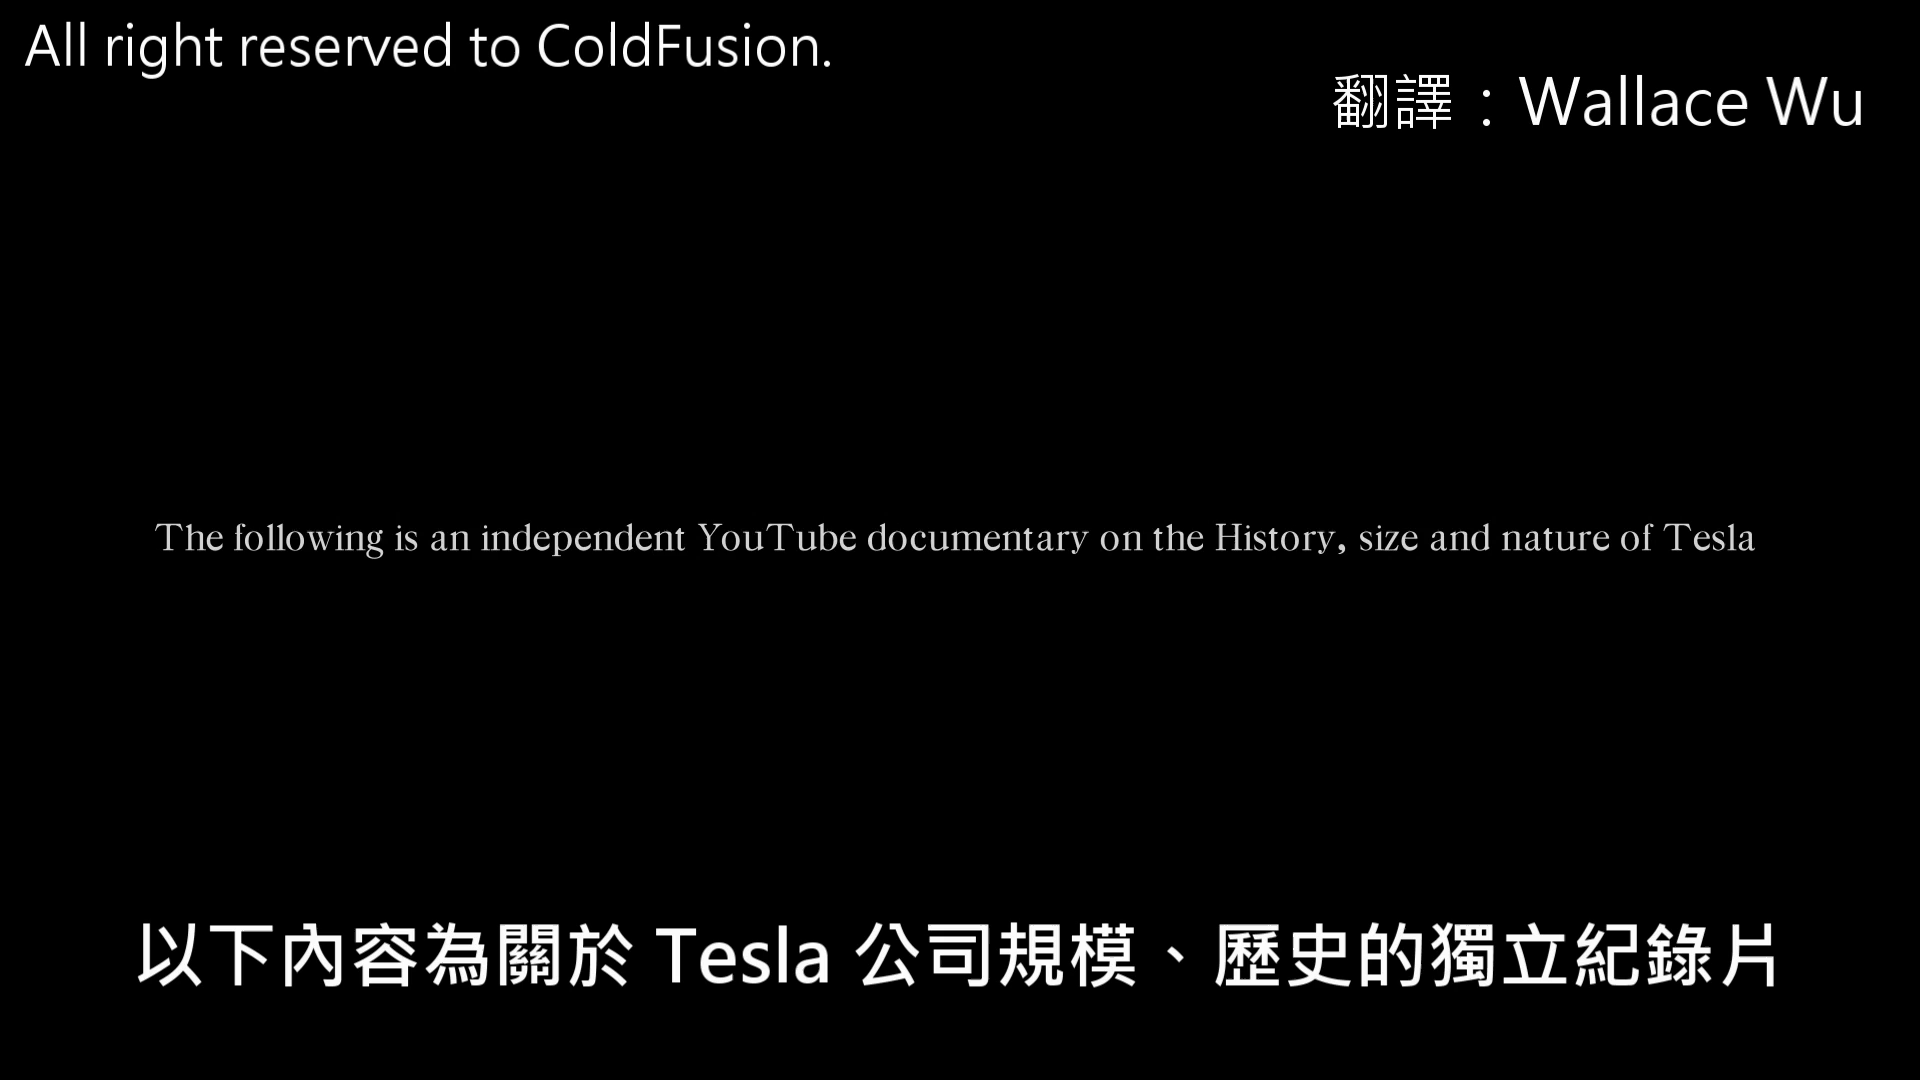 All right reserved to ColdFusion.
翻譯：Wallace Wu
The following is an independent YouTube documentary on the History, size and nature of Tesla
以下內容為關於 Tesla 公司規模、歷史的獨立紀錄片